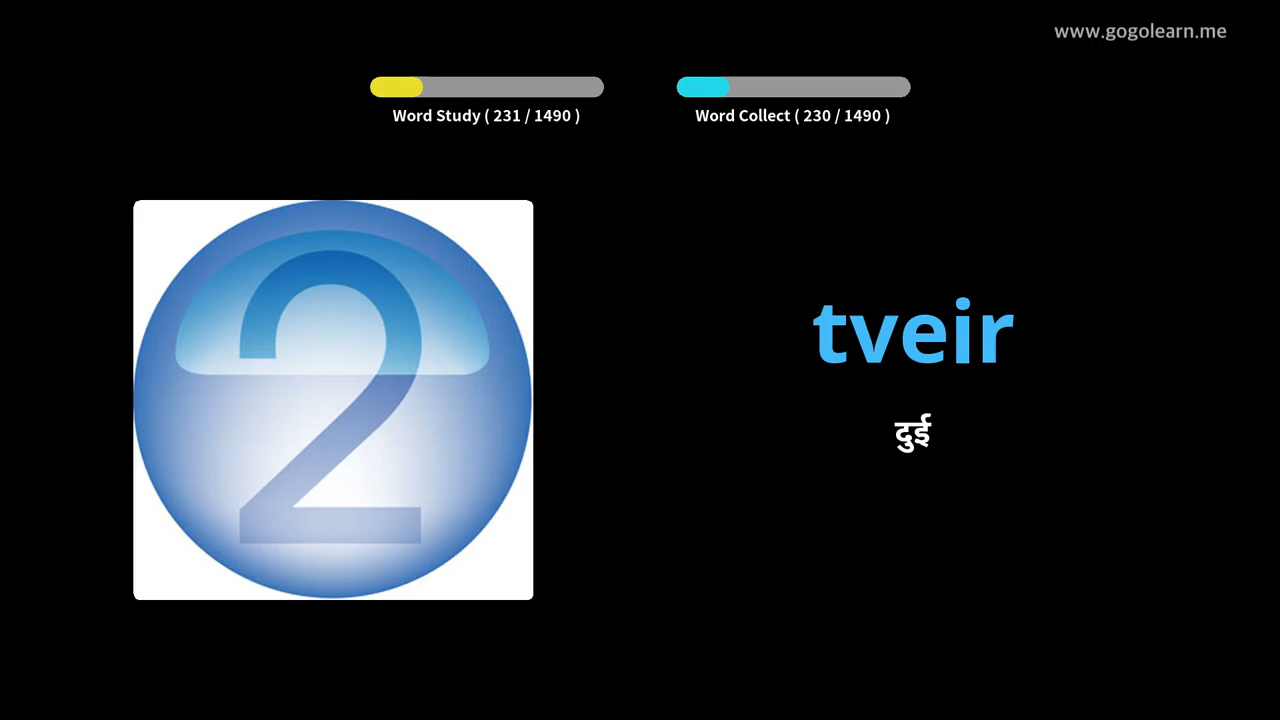 www.gogolearn.me
Word Study ( 231 / 1490 )
Word Collect ( 230 / 1490 )
2
tveir
दुई